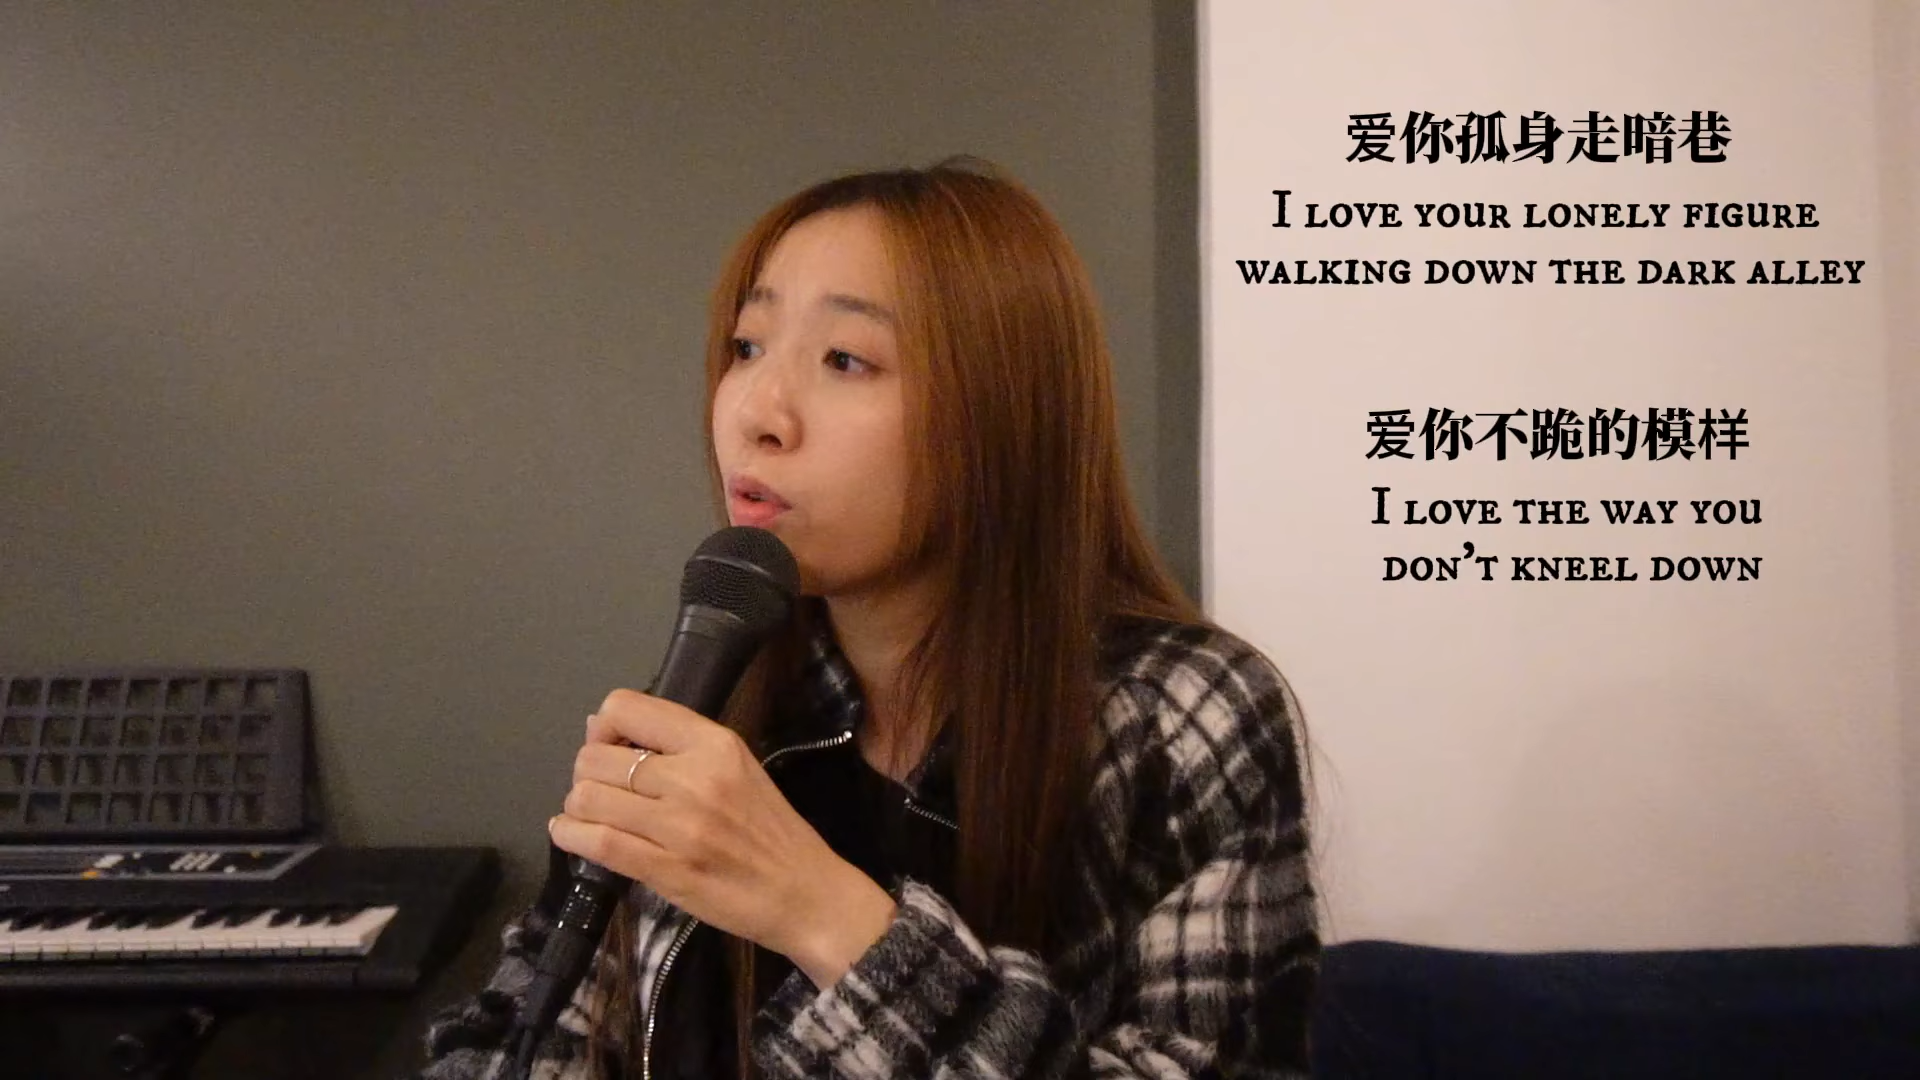 爱你孤身走暗巷
I love your lonely figure
walking down the dark alley
爱你不跪的模样
I love the way you
don't kneel down